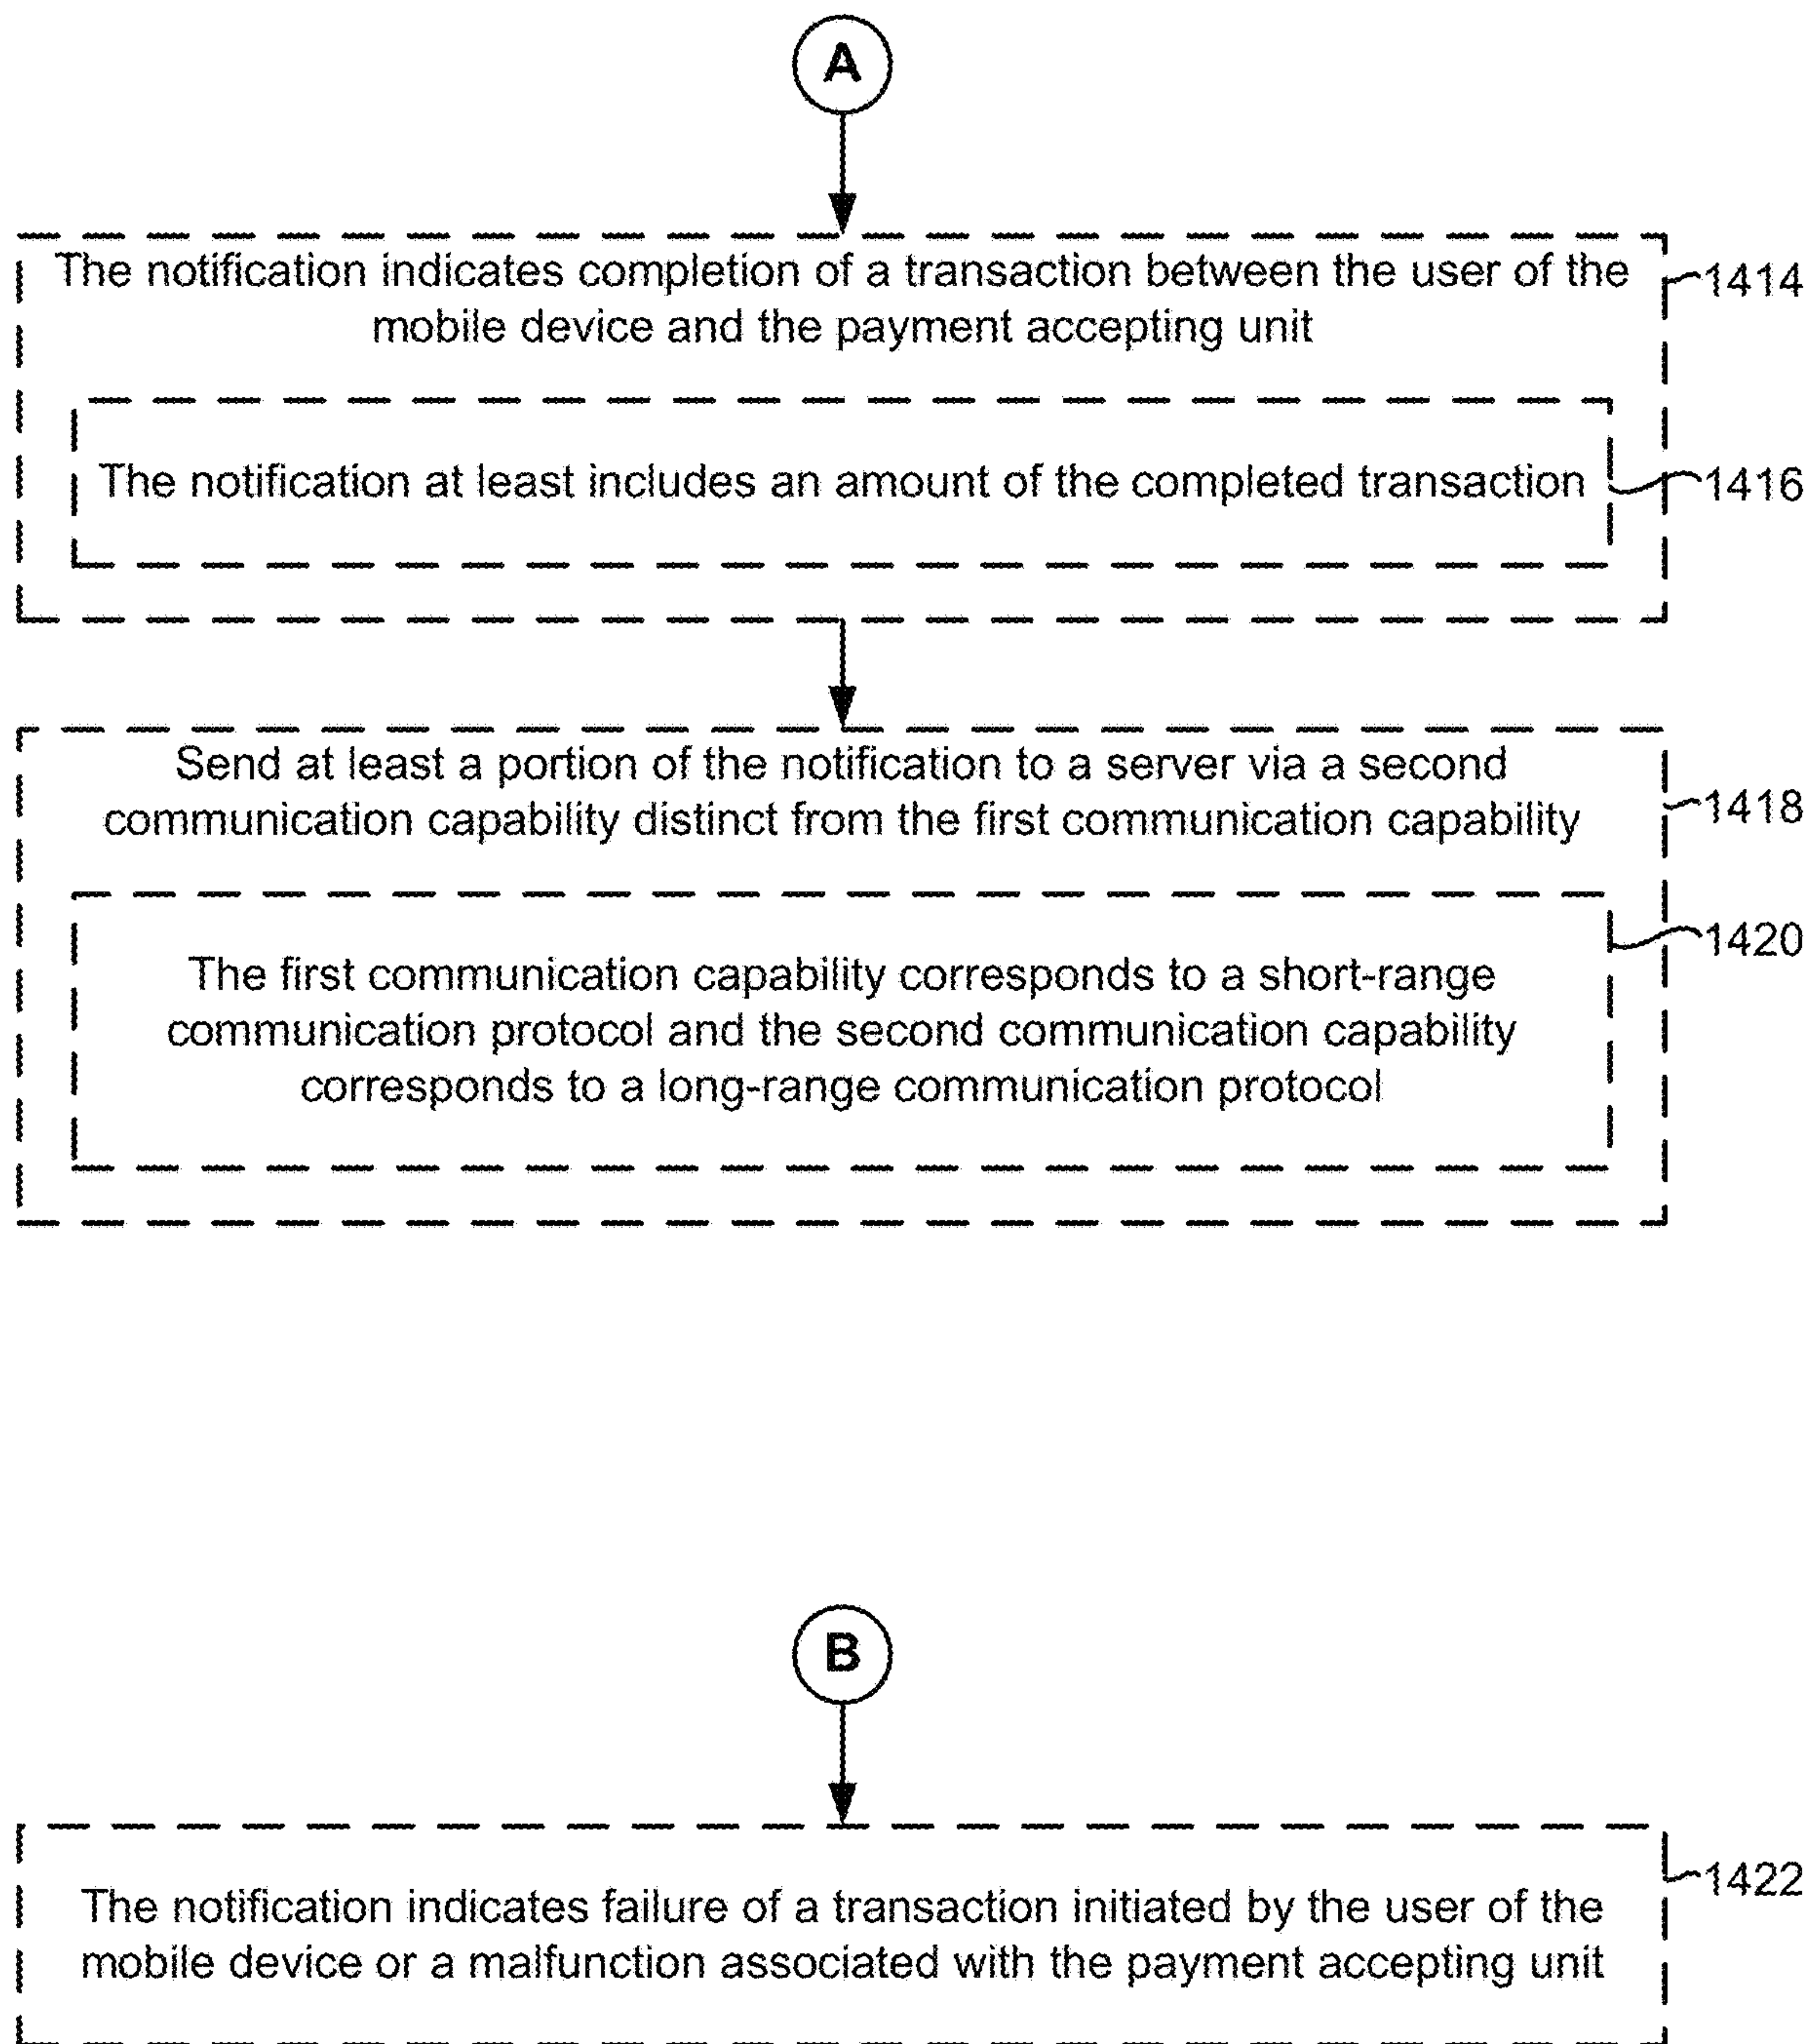 A
The notification indicates completion of a transaction between the user of the
mobile device and the payment accepting unit
1414
The notification at least includes an amount of the completed transaction
1416
Send at least a portion of the notification to a server via a second
communication capability distinct from the first communication capability
1418
The first communication capability corresponds to a short-range
communication protocol and the second communication capability
corresponds to a long-range communication protocol
1420
B
The notification indicates failure of a transaction initiated by the user of the
mobile device or a malfunction associated with the payment accepting unit
1422